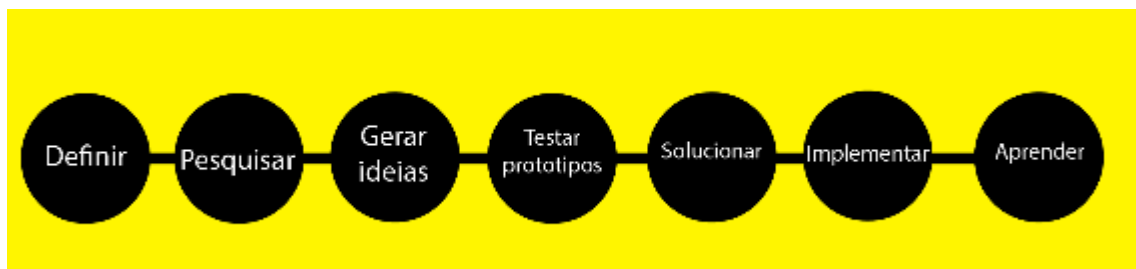 Definir
Pesquisar
Gerar
ideias
Testar
prototipos
Solucionar
Implementar
Aprender